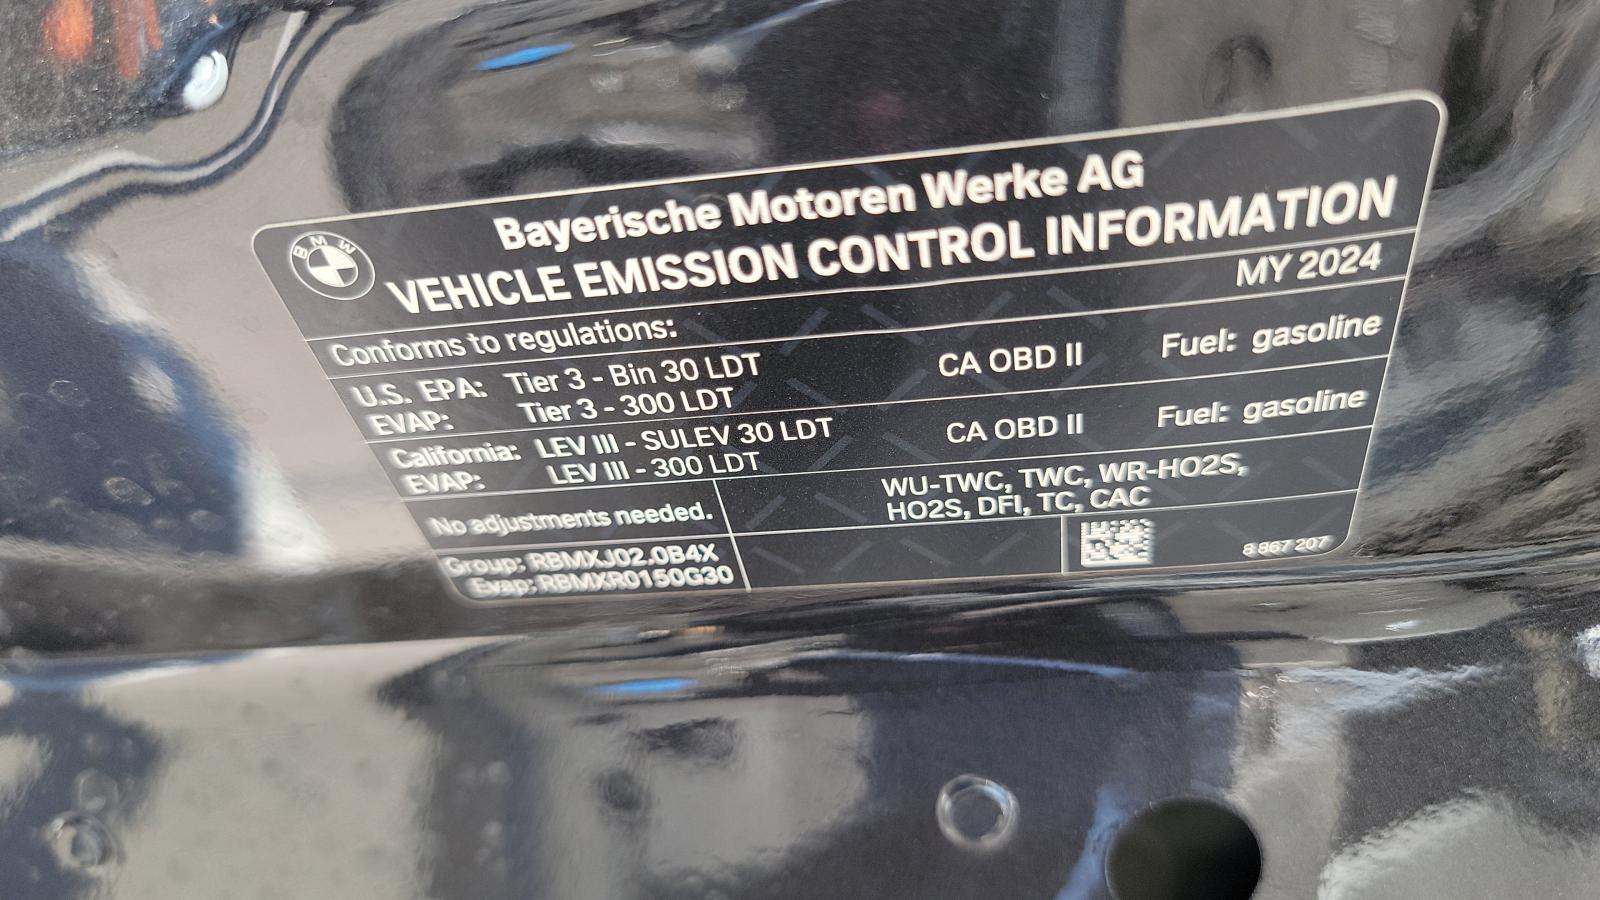 BMW
Bayerische Motoren Werke AG
VEHICLE EMISSION CONTROL INFORMATION
MY 2024
Conforms to regulations:
U.S. EPA: Tier 3 - Bin 30 LDT CA OBD II Fuel: gasoline
EVAP: Tier 3 - 300 LDT
California: LEV III - SULEV 30 LDT CA OBD II Fuel: gasoline
EVAP: LEV III - 300 LDT
No adjustments needed.
WU-TWC, TWC, WR-HO2S,
HO2S, DFI, TC, CAC
Group: RBMXJ02.0B4X
Evap: RBMXR0150G30
8 867 207